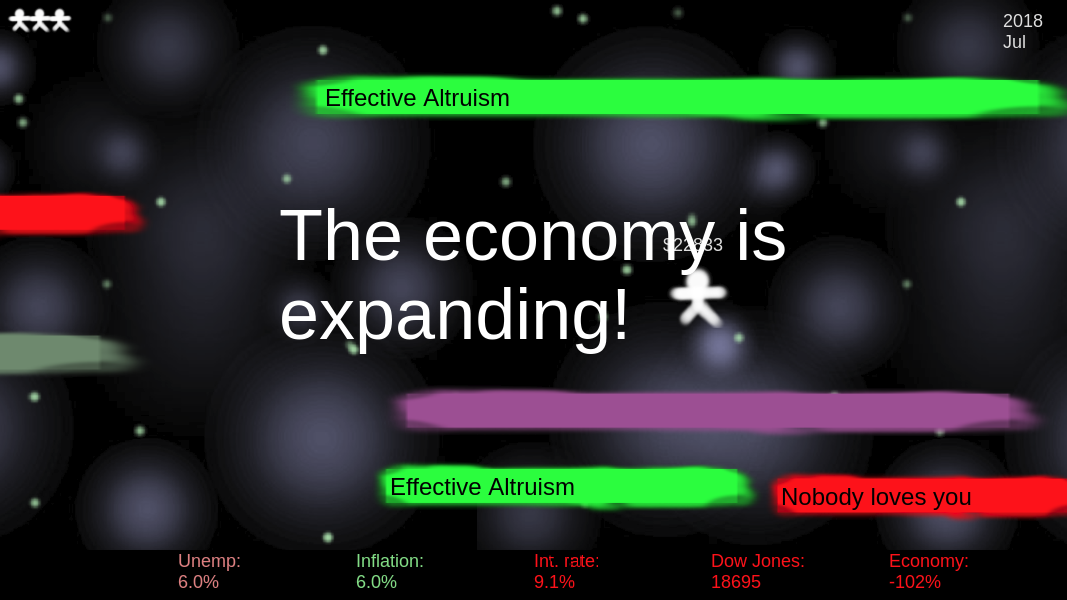 2018
Jul
Effective Altruism
The economy is
$22833
expanding!
Effective Altruism
Nobody loves you
Unemp:
6.0%
Inflation:
6.0%
Int. rate:
9.1%
Dow Jones:
18695
Economy:
-102%